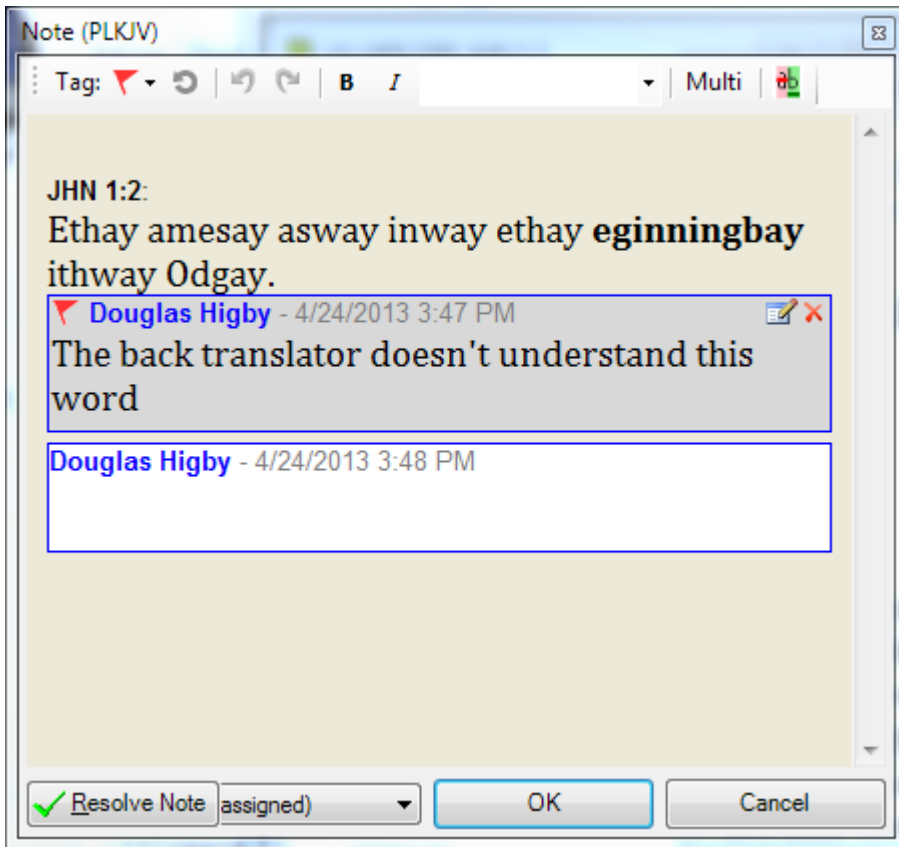 Note (PLKJV)
Tag: B I Multi ab
JHN 1:2:
Ethay amesay asway inway ethay eginningbay
ithway Odgay.
Douglas Higby - 4/24/2013 3:47 PM
The back translator doesn't understand this
word
Douglas Higby - 4/24/2013 3:48 PM
Resolve Note assigned) OK Cancel